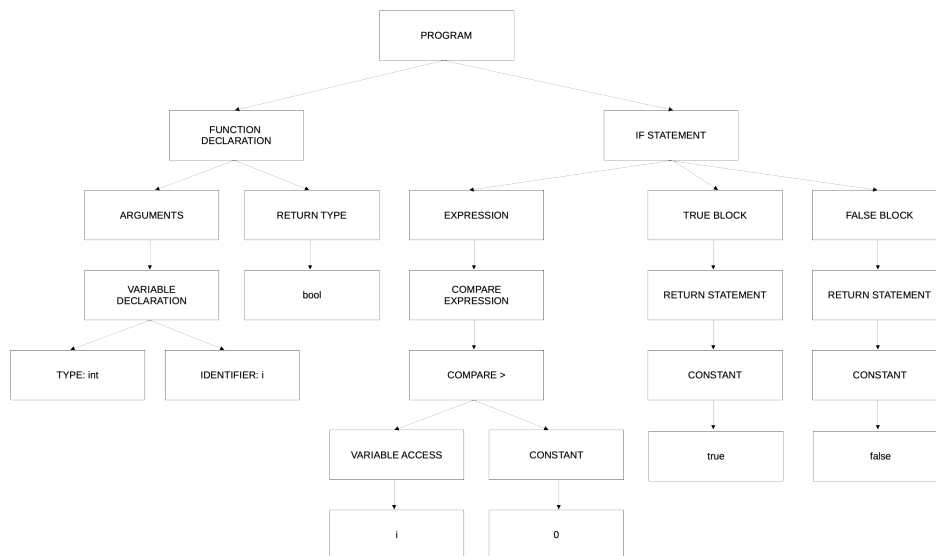 PROGRAM
FUNCTION
DECLARATION
IF STATEMENT
ARGUMENTS
RETURN TYPE
EXPRESSION
TRUE BLOCK
FALSE BLOCK
VARIABLE
DECLARATION
bool
COMPARE
EXPRESSION
RETURN STATEMENT
RETURN STATEMENT
TYPE: int
IDENTIFIER: i
COMPARE >
CONSTANT
CONSTANT
VARIABLE ACCESS
CONSTANT
true
false
i
0